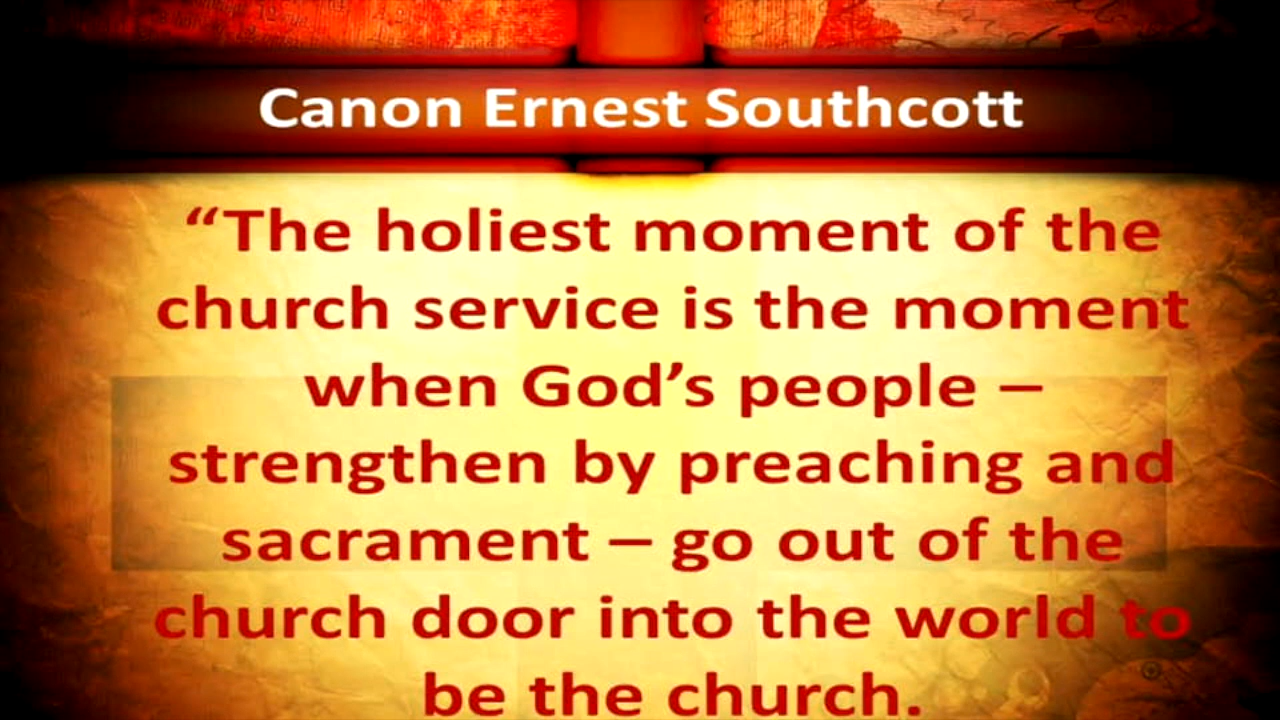 Canon Ernest Southcott
“The holiest moment of the
church service is the moment
when God’s people –
strengthen by preaching and
sacrament – go out of the
church door into the world to
be the church.